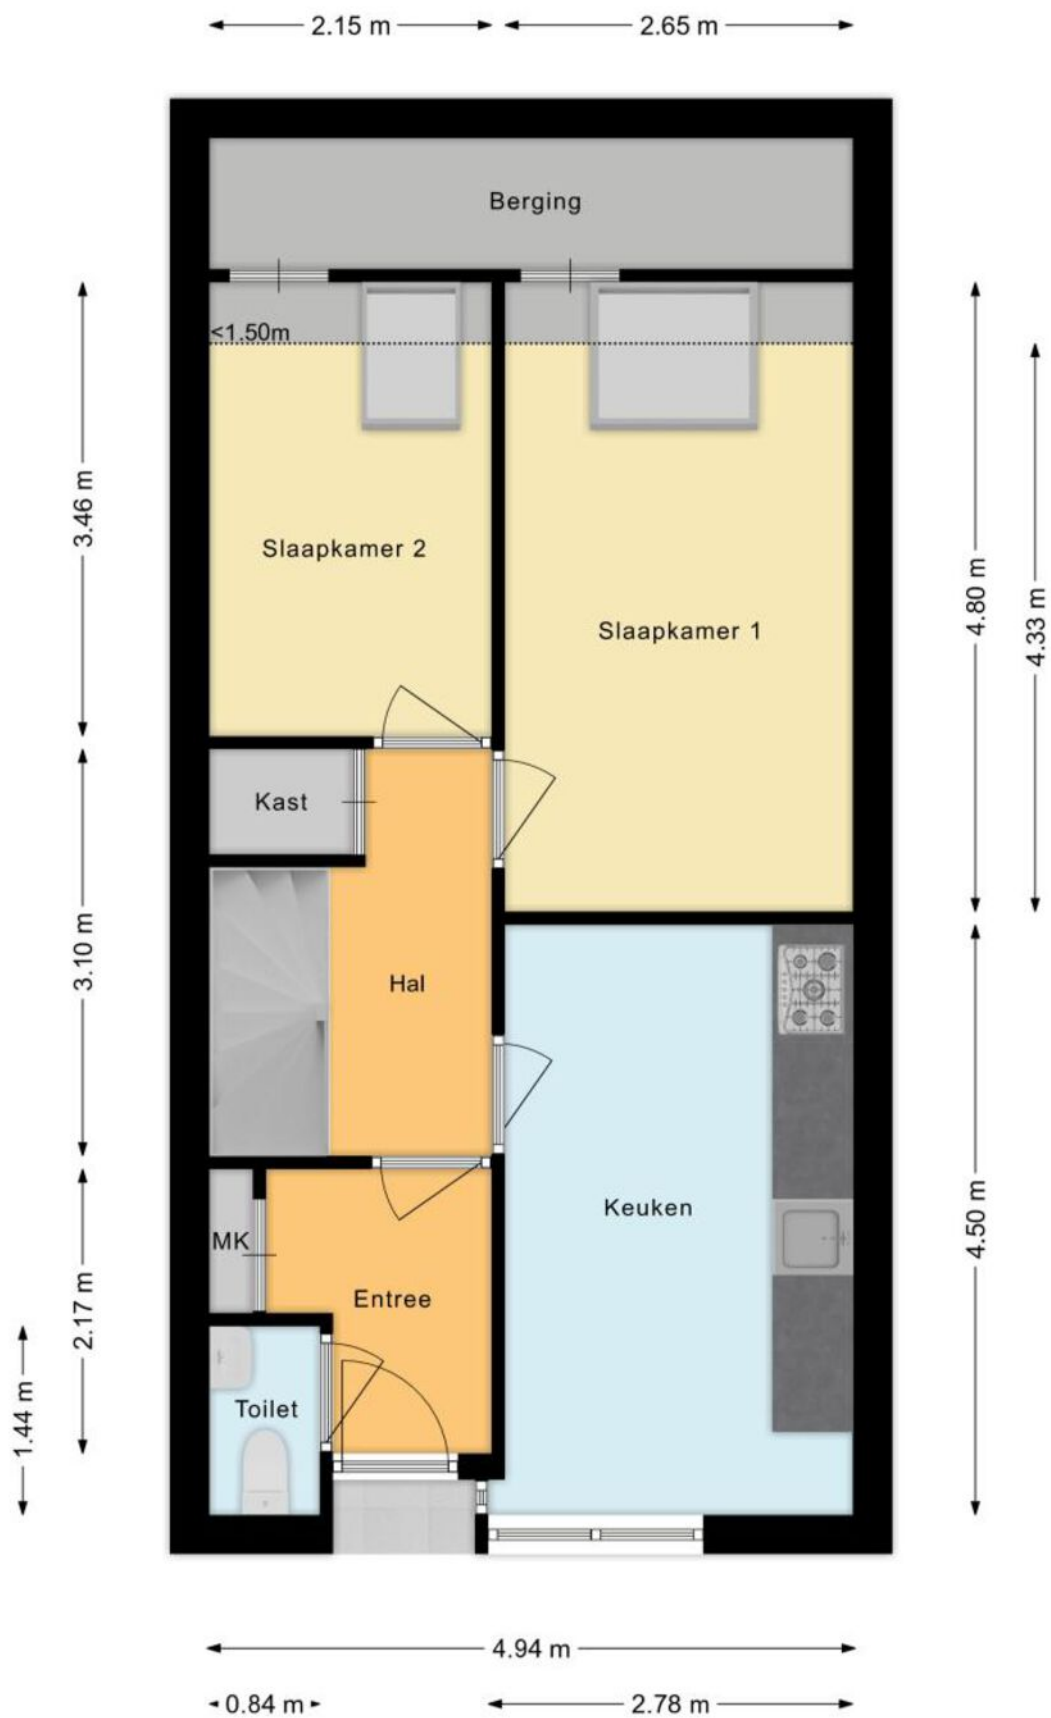 2.15 m
2.65 m
Berging
<1.50m
3.46 m
Slaapkamer 2
Slaapkamer 1
4.80 m
4.33 m
Kast
3.10 m
Hal
Keuken
4.50 m
MK
Entree
2.17 m
1.44 m
Toilet
4.94 m
0.84 m
2.78 m